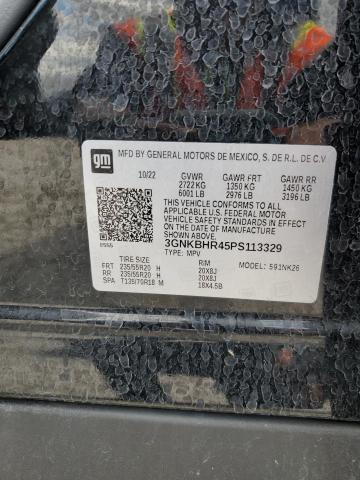 gm
MFD BY GENERAL MOTORS DE MEXICO, S. DE R.L. DE C.V.
10/22 GVWR GAWR FRT GAWR RR
2722 KG 1350 KG 1450 KG
6001 LB 2976 LB 3196 LB
THIS VEHICLE CONFORMS TO ALL APPLICABLE
U.S. FEDERAL MOTOR VEHICLE SAFETY
STANDARDS IN EFFECT ON THE DATE OF
MANUFACTURE SHOWN ABOVE.
3GNKBHR45PS113329
TYPE: MPV MODEL: 591NK26
TIRE SIZE RIM
FRT 235/55R20 H 20X8J
RR 235/55R20 H 20X8J
SPA T135/70R18 M 18X4.5B